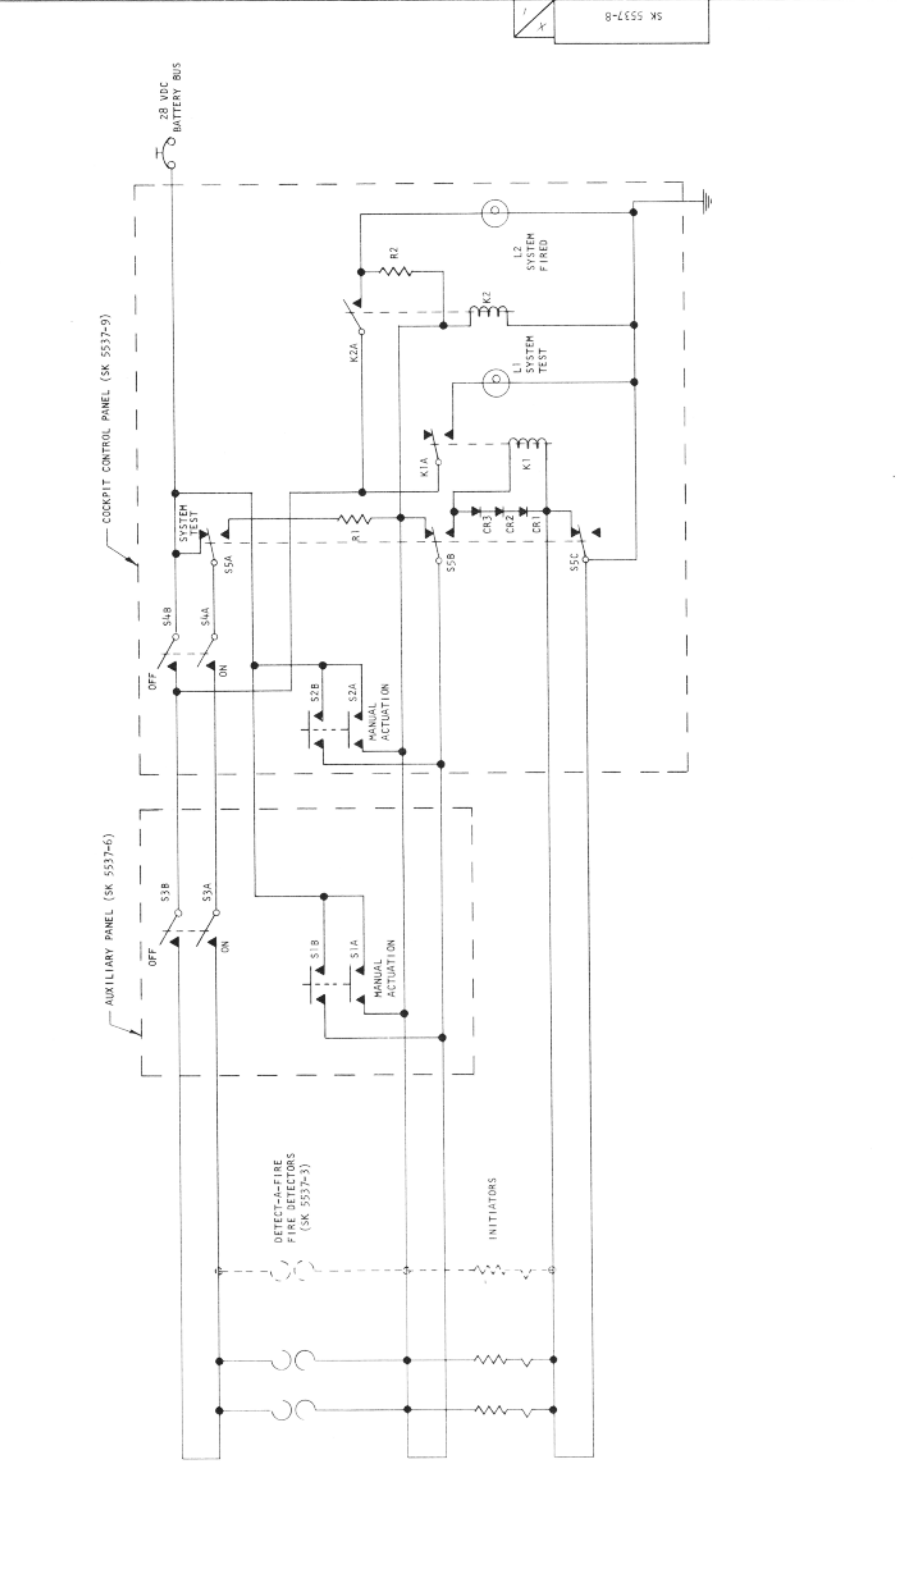 SK 5537-8
X
1
28 VDC
BATTERY BUS
COCKPIT CONTROL PANEL (SK 5537-9)
R2
L2
SYSTEM
FIRED
K2
K2A
L1
SYSTEM
TEST
K1A
K1
SYSTEM
TEST
R1
CR3
CR2
CR1
S5A
S5B
S5C
S4B
S4A
OFF
ON
S2B
S2A
MANUAL
ACTUATION
AUXILIARY PANEL (SK 5537-6)
S3B
S3A
OFF
ON
S1B
S1A
MANUAL
ACTUATION
DETECT-A-FIRE
FIRE DETECTORS
(SK 5537-3)
INITIATORS